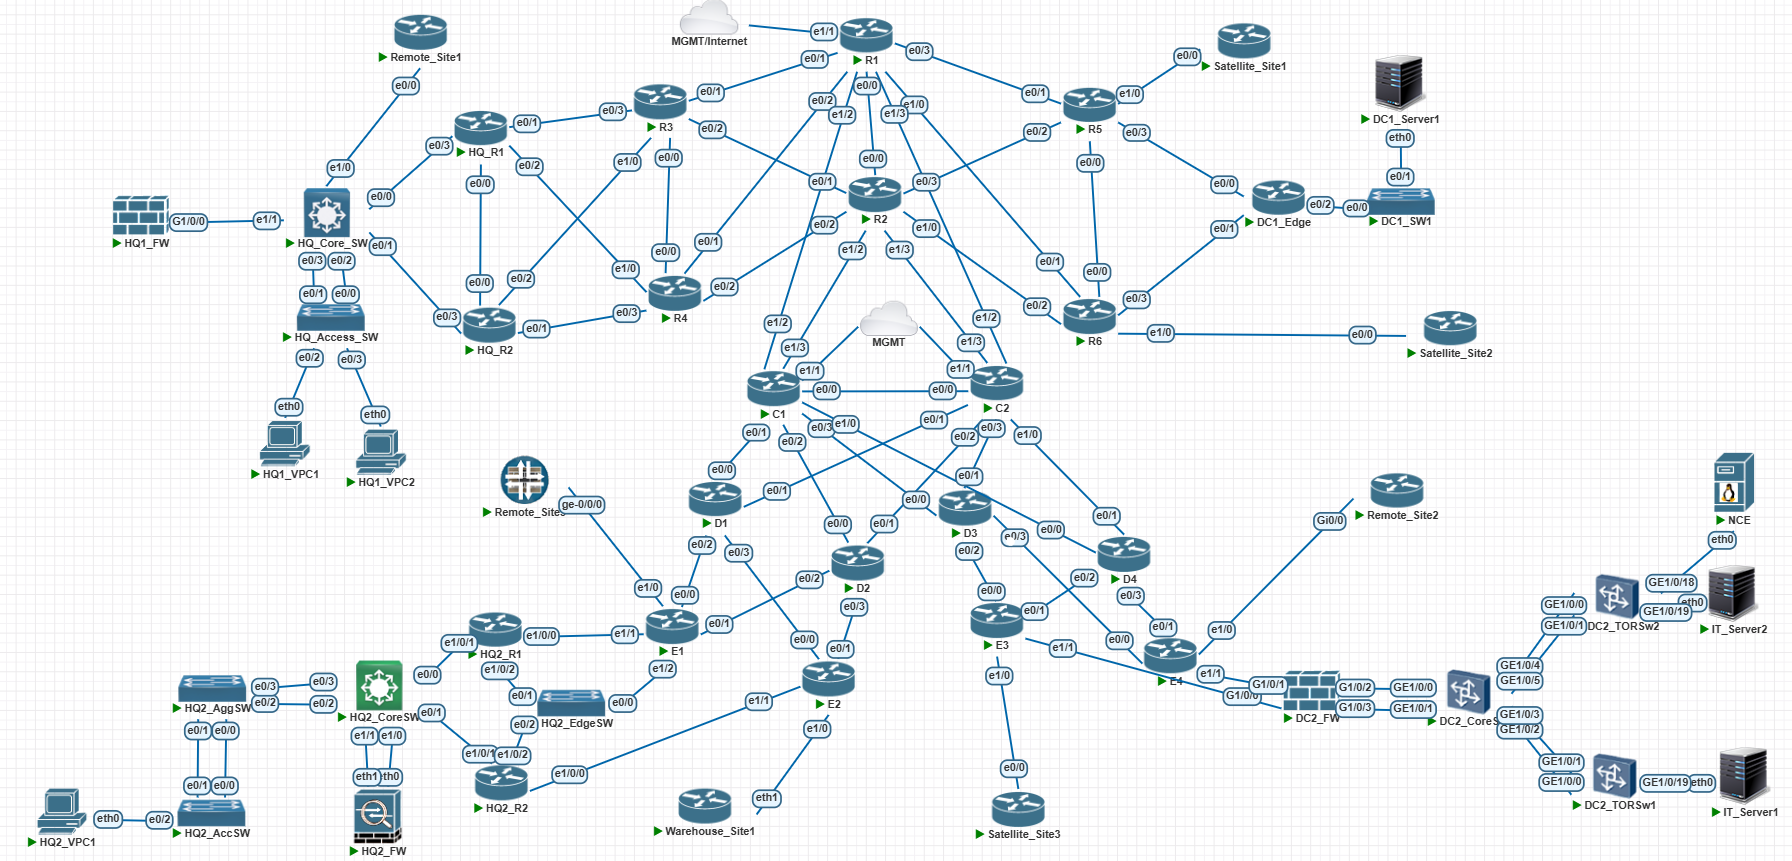 MGMT/Internet
e1/1
R1
e0/3
Remote_Site1
e0/0
e0/1
e0/0
Satellite_Site1
e0/1
e0/1
e1/0
e0/2
e0/0
e1/0
e1/2
e1/3
DC1_Server1
eth0
R3
e0/3
e0/1
HQ_R1
e0/3
e0/2
e0/2
R5
e0/3
e1/0
e0/2
e1/0
e0/0
e0/0
e0/0
e0/0
e0/1
e0/3
e0/0
e0/1
e0/0
R2
e0/2
e1/0
DC1_Edge
e0/2
e0/0
DC1_SW1
e0/1
G1/0/0
e1/1
HQ1_FW
HQ_Core_SW
e0/1
e0/3
e0/2
e0/1
e1/2
e1/3
e0/1
e0/0
e1/0
e0/0
e0/2
e0/0
e0/2
R4
e0/3
e0/2
e0/3
R6
e1/0
e0/0
Satellite_Site2
e0/1
e0/0
HQ_Access_SW
e0/3
HQ_R2
e0/1
e1/2
e1/2
MGMT
e1/3
e1/3
e0/2
e0/3
e1/1
e1/1
e0/0
e0/0
eth0
eth0
C1
C2
e0/1
e0/2
e0/3
e1/0
e0/1
e0/2
e0/3
e1/0
HQ1_VPC1
HQ1_VPC2
e0/0
e0/1
e0/1
Remote_Site
ge-0/0/0
D1
e0/0
e0/1
e0/0
D3
e0/3
e0/0
e0/1
Gi0/0
Remote_Site2
NCE
eth0
e0/2
e0/3
e0/2
D4
e0/2
D2
e0/2
e0/3
e1/0
e0/0
e0/3
e0/0
e0/1
e0/1
GE1/0/18
eth0
GE1/0/0
GE1/0/19
GE1/0/1
DC2_TORSw2
IT_Server2
e1/0/1
HQ2_R1
e1/0/0
e1/1
E1
e0/1
e0/0
e0/1
E3
e1/1
e0/0
e1/0
E4
e1/1
e1/0/2
e1/2
e0/0
e0/3
e0/3
e0/2
e0/2
HQ2_AggSW
HQ2_CoreSW
e0/1
e0/1
HQ2_EdgeSW
e0/0
e1/1
E2
e1/0
e1/0
G1/0/1
G1/0/0
G1/0/2
GE1/0/0
G1/0/3
GE1/0/1
DC2_FW
DC2_CoreS
GE1/0/4
GE1/0/5
GE1/0/3
GE1/0/2
e0/1
e0/0
e1/1
e1/0
e0/2
e1/0/1
e1/0/2
e1/0/0
HQ2_R2
e0/1
e0/0
eth1
eth0
e0/0
GE1/0/1
GE1/0/0
GE1/0/19
eth0
DC2_TORSw1
IT_Server1
eth0
e0/2
HQ2_VPC1
HQ2_AccSW
HQ2_FW
eth1
Warehouse_Site1
Satellite_Site3